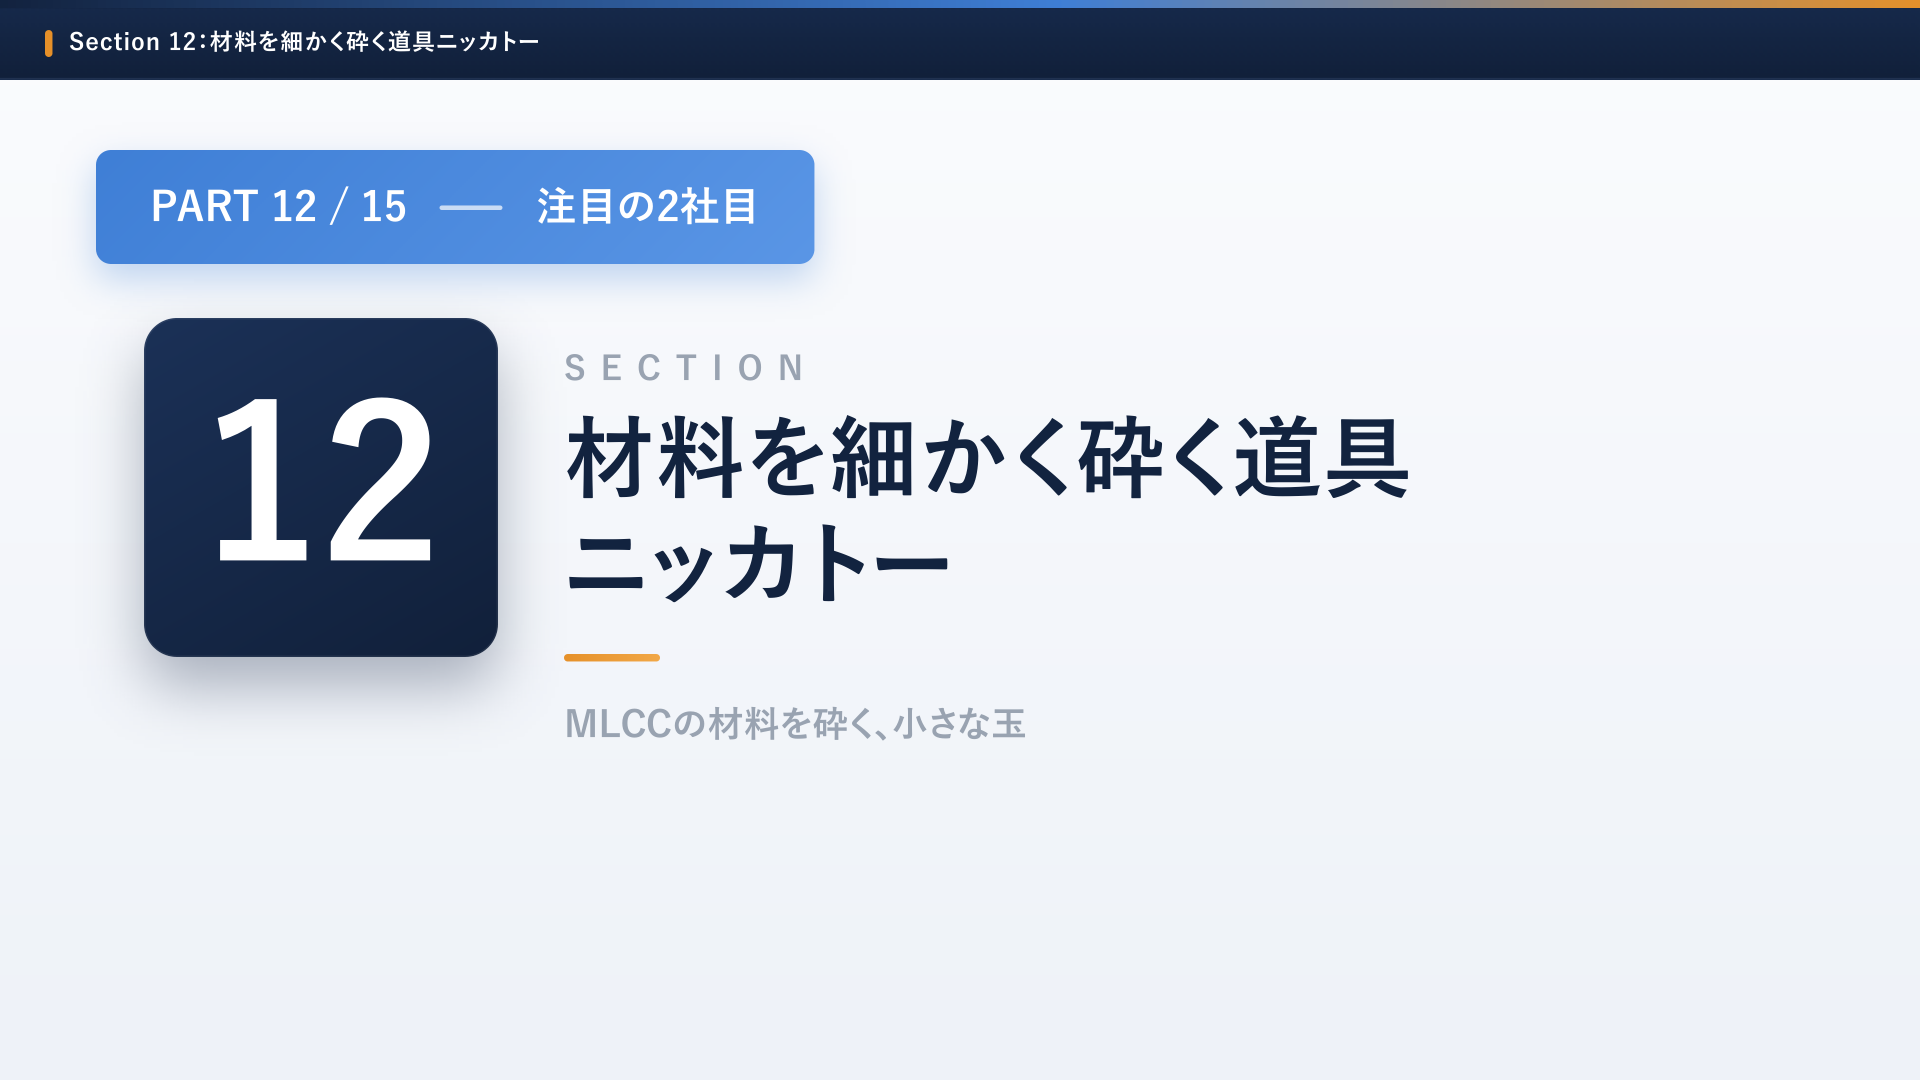 Section 12：材料を細かく砕く道具ニッカトー
PART 12 / 15 — 注目の2社目
12
SECTION
材料を細かく砕く道具
ニッカトー
MLCCの材料を砕く、小さな玉